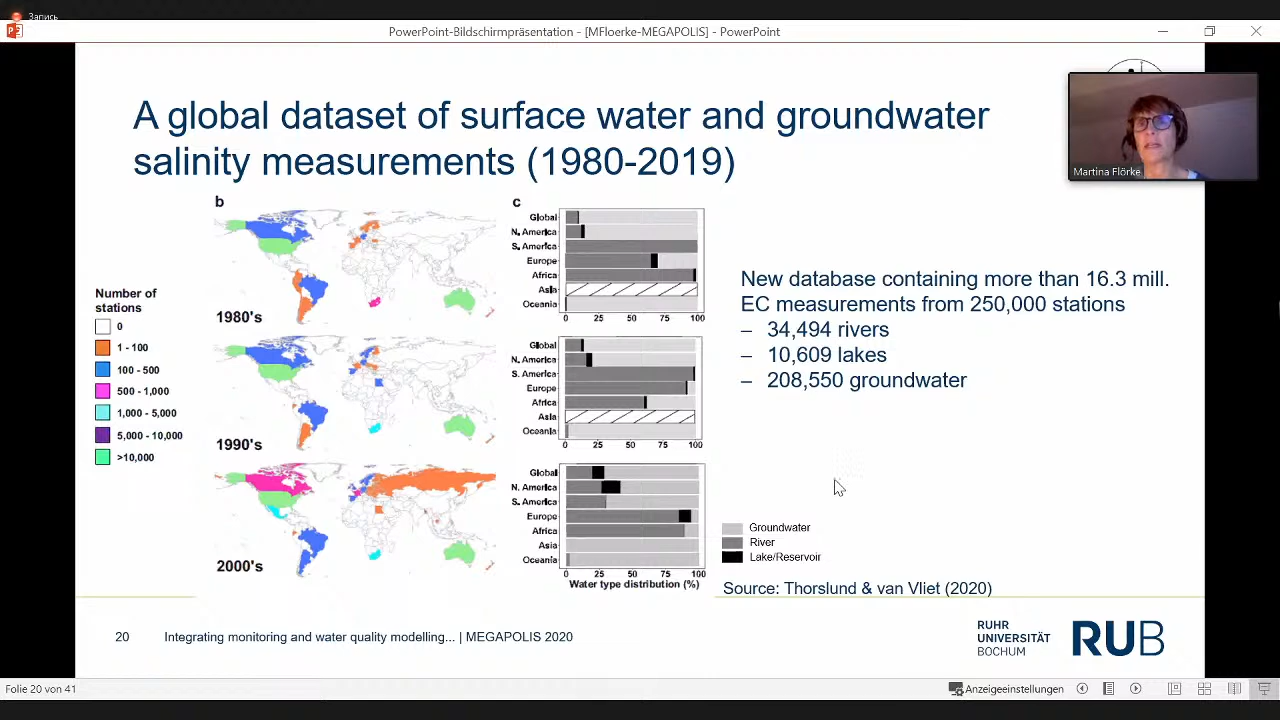 Запись
PowerPoint-Bildschirmpräsentation - [MFloerke-MEGAPOLIS] - PowerPoint
A global dataset of surface water and groundwater
salinity measurements (1980-2019)
Martina Flörke
b
c
Number of
stations
0
1 - 100
100 - 500
500 - 1,000
1,000 - 5,000
5,000 - 10,000
>10,000
1980's
Global
N. America
S. America
Europe
Africa
Asia
Oceania
0 25 50 75 100
1990's
Global
N. America
S. America
Europe
Africa
Asia
Oceania
0 25 50 75 100
2000's
Global
N. America
S. America
Europe
Africa
Asia
Oceania
0 25 50 75 100
Water type distribution (%)
New database containing more than 16.3 mill.
EC measurements from 250,000 stations
– 34,494 rivers
– 10,609 lakes
– 208,550 groundwater
Groundwater
River
Lake/Reservoir
Source: Thorslund & van Vliet (2020)
20 Integrating monitoring and water quality modelling... | MEGAPOLIS 2020
RUHR
UNIVERSITÄT
BOCHUM
RUB
Folie 20 von 41
Anzeigeeinstellungen